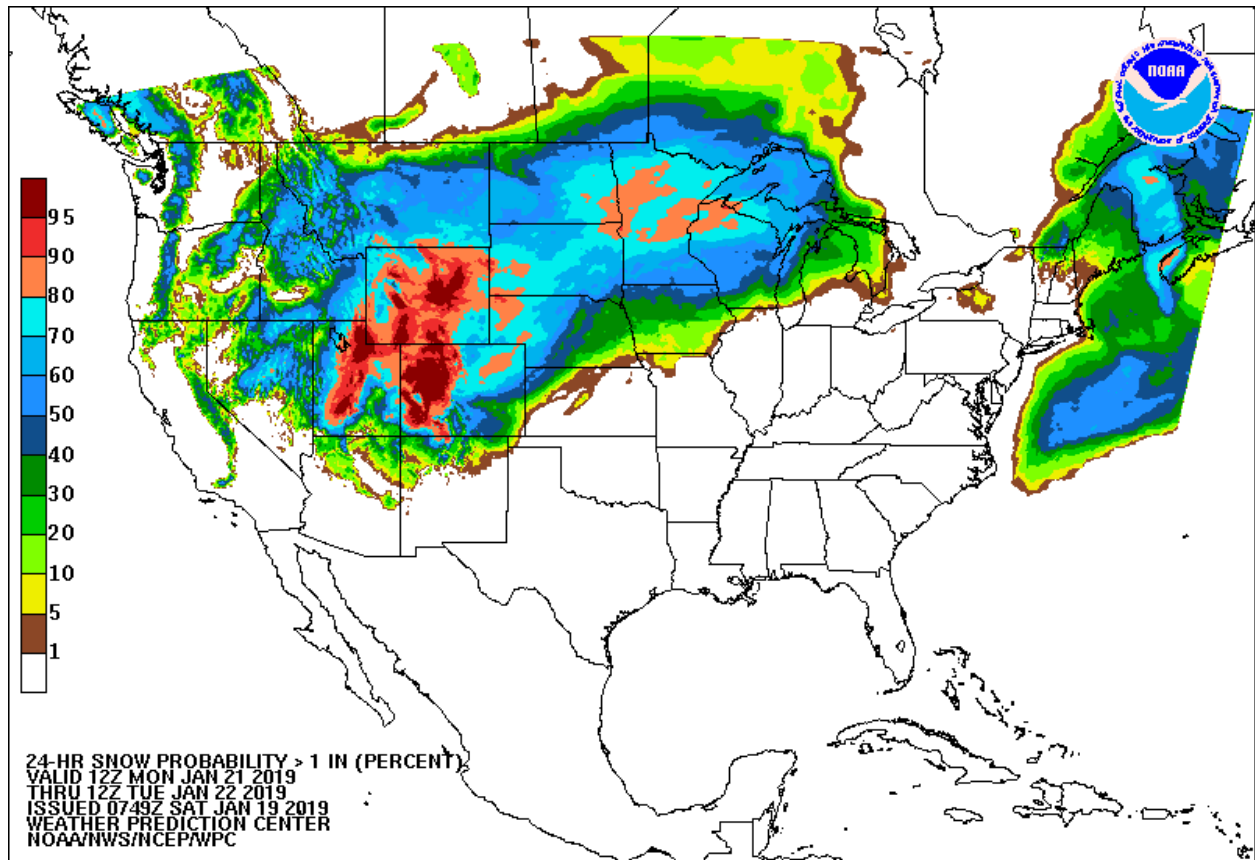 NOAA
95
90
80
70
60
50
40
30
20
10
5
1
24-HR SNOW PROBABILITY > 1 IN (PERCENT)
VALID 12Z MON JAN 21 2019
THRU 12Z TUE JAN 22 2019
ISSUED 0749Z SAT JAN 19 2019
WEATHER PREDICTION CENTER
NOAA/NWS/NCEP/WPC